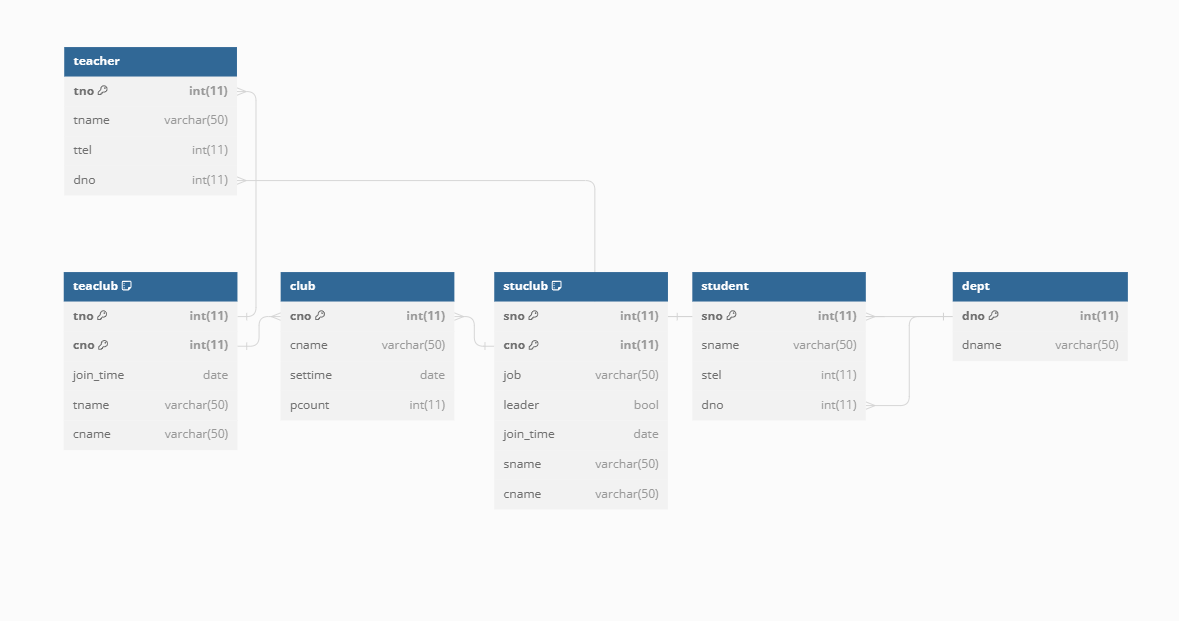 teacher
tno int(11)
tname varchar(50)
ttel int(11)
dno int(11)
teaclub
tno int(11)
cno int(11)
join_time date
tname varchar(50)
cname varchar(50)
club
cno int(11)
cname varchar(50)
settime date
pcount int(11)
stuclub
sno int(11)
cno int(11)
job varchar(50)
leader bool
join_time date
sname varchar(50)
cname varchar(50)
student
sno int(11)
sname varchar(50)
stel int(11)
dno int(11)
dept
dno int(11)
dname varchar(50)